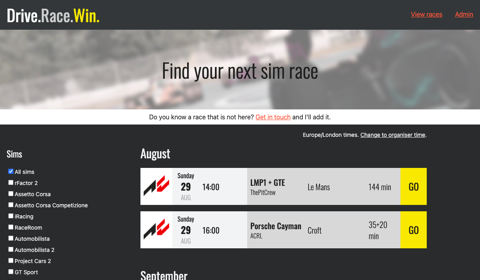 Drive.Race.Win.
View races
Admin
Find your next sim race
Do you know a race that is not here? Get in touch and I'll add it.
Europe/London times. Change to organiser time.
Sims
All sims
rFactor 2
Assetto Corsa
Assetto Corsa Competizione
iRacing
RaceRoom
Automobilista
Automobilista 2
Project Cars 2
GT Sport
August
Sunday
29
AUG
14:00
LMP1 + GTE
ThePitCrew
Le Mans
144 min
GO
Sunday
29
AUG
16:00
Porsche Cayman
ACRL
Croft
35+20
min
GO
September